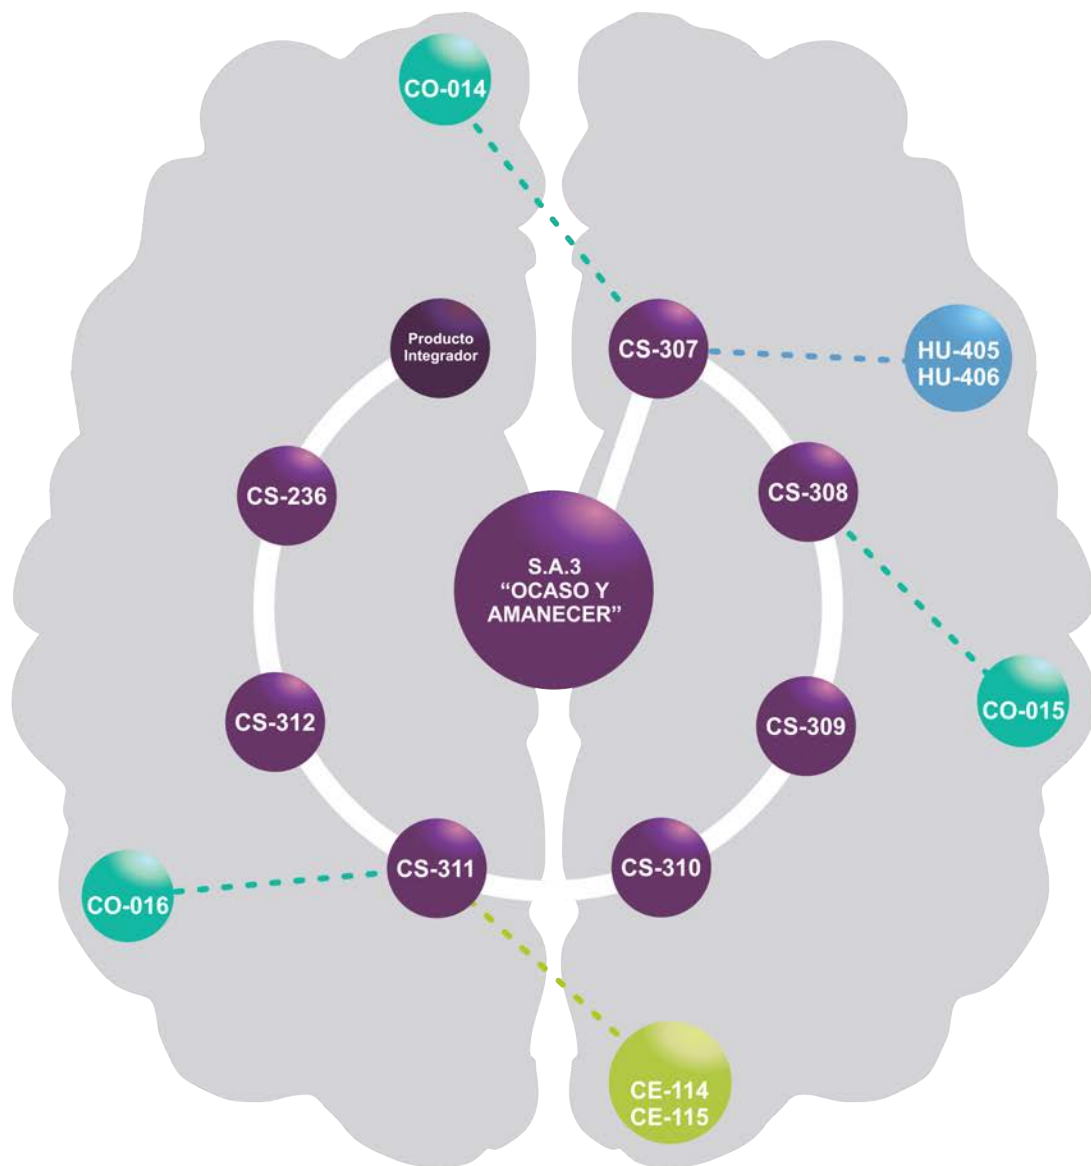 CO-014
Producto
Integrador
CS-307
HU-405
HU-406
CS-236
CS-308
S.A.3
“OCASO Y
AMANECER”
CS-312
CS-309
CO-015
CS-311
CS-310
CO-016
CE-114
CE-115